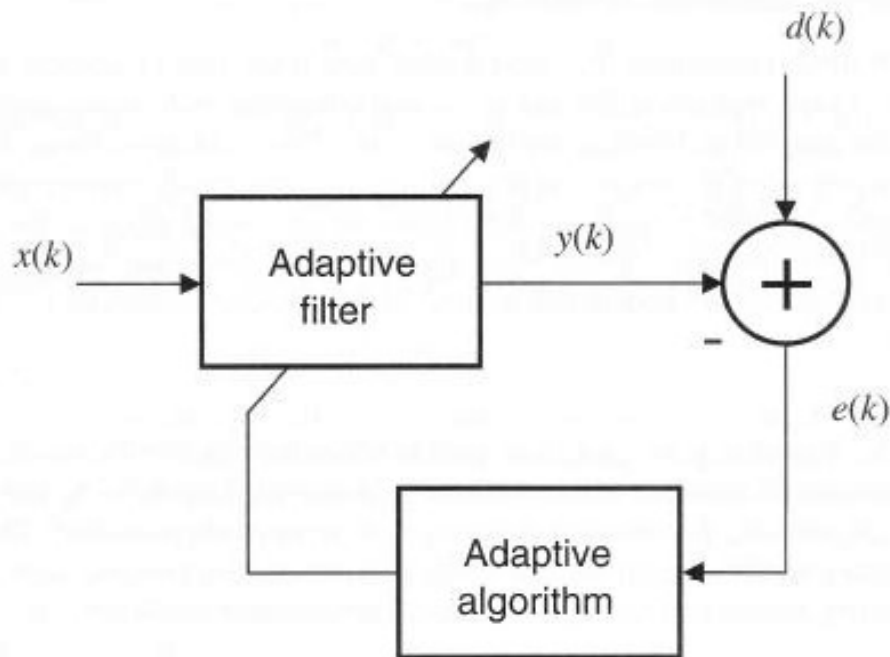 d(k)
x(k)
Adaptive
filter
y(k)
+
-
e(k)
Adaptive
algorithm